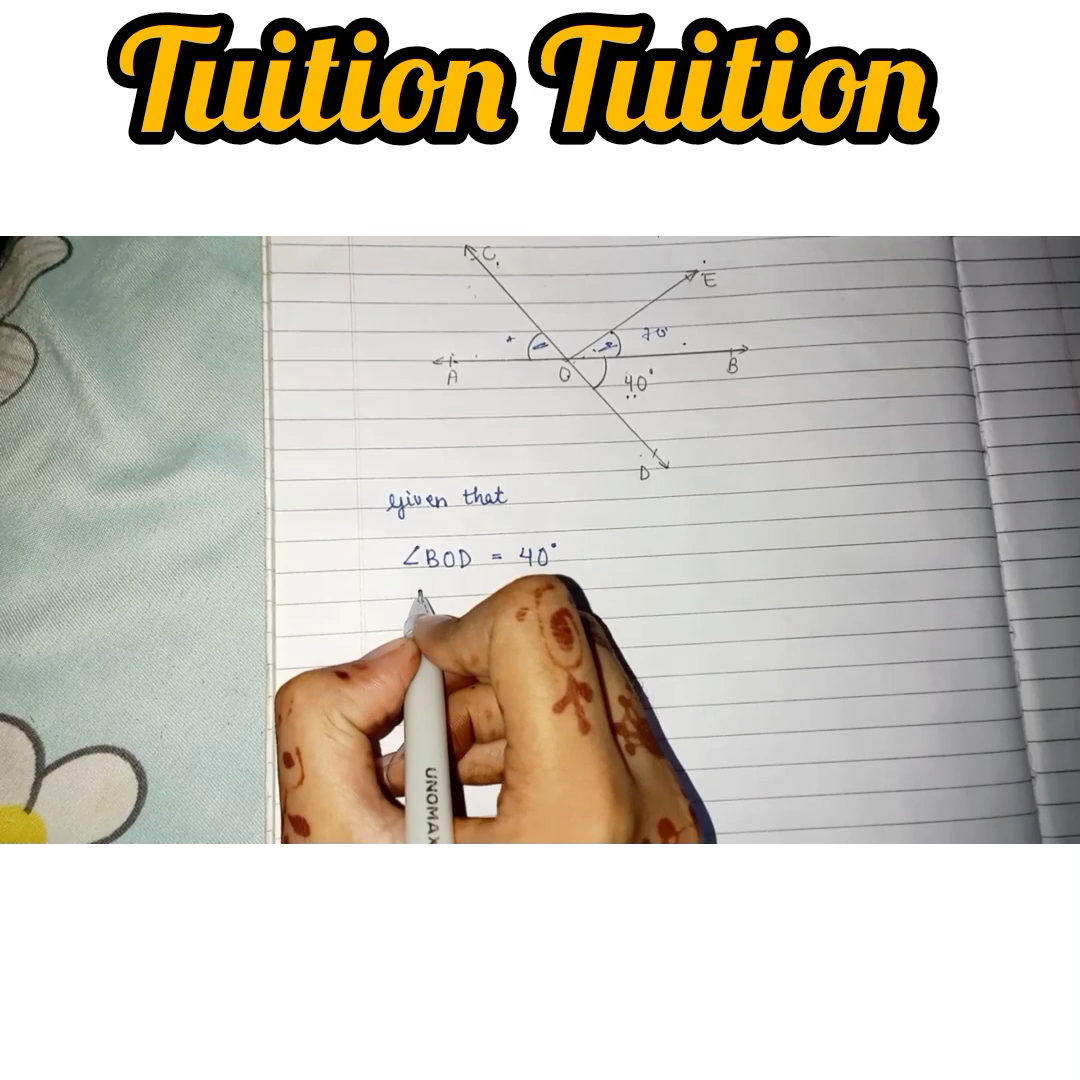 Tuition Tuition
C
E
70
A
O
B
40°
D
given that
∠BOD = 40°
UNOMAX